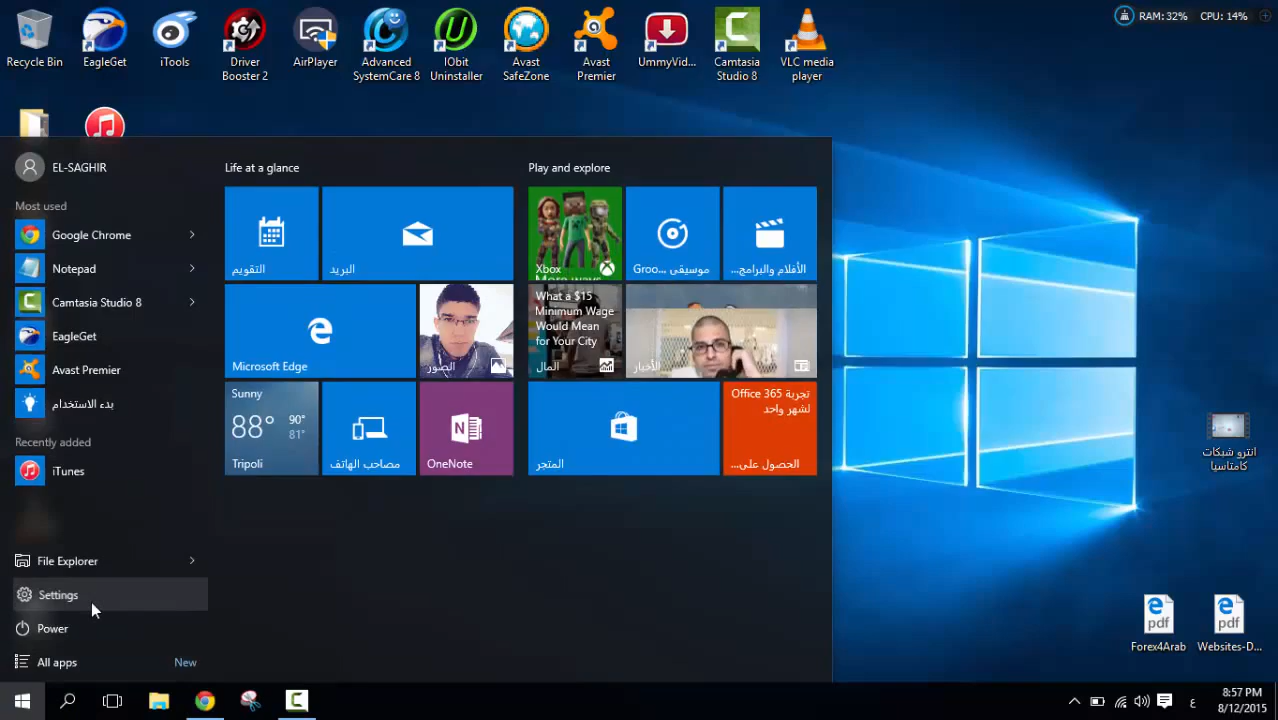 Recycle Bin
EagleGet
iTools
Driver
Booster 2
AirPlayer
Advanced
SystemCare 8
IObit
Uninstaller
Avast
SafeZone
Avast
Premier
UmmyVid...
Camtasia
Studio 8
VLC media
player
RAM: 32%
CPU: 14%
EL-SAGHIR
Most used
Google Chrome
Notepad
Camtasia Studio 8
EagleGet
Avast Premier
بدء الاستخدام
Recently added
iTunes
File Explorer
Settings
Power
All apps
New
Life at a glance
التقويم
البريد
Microsoft Edge
الصور
Sunny
88°
90°
81°
Tripoli
مصاحب الهاتف
OneNote
Play and explore
Xbox
More ways
Groo... موسيقى
الأفلام والبرامج...
What a $15
Minimum Wage
Would Mean
for Your City
المال
الأخبار
المتجر
تجربة Office 365
لشهر واحد
الحصول على...
انترو شبكات
كامتاسيا
pdf
Forex4Arab
pdf
Websites-D...
ع
8:57 PM
8/12/2015